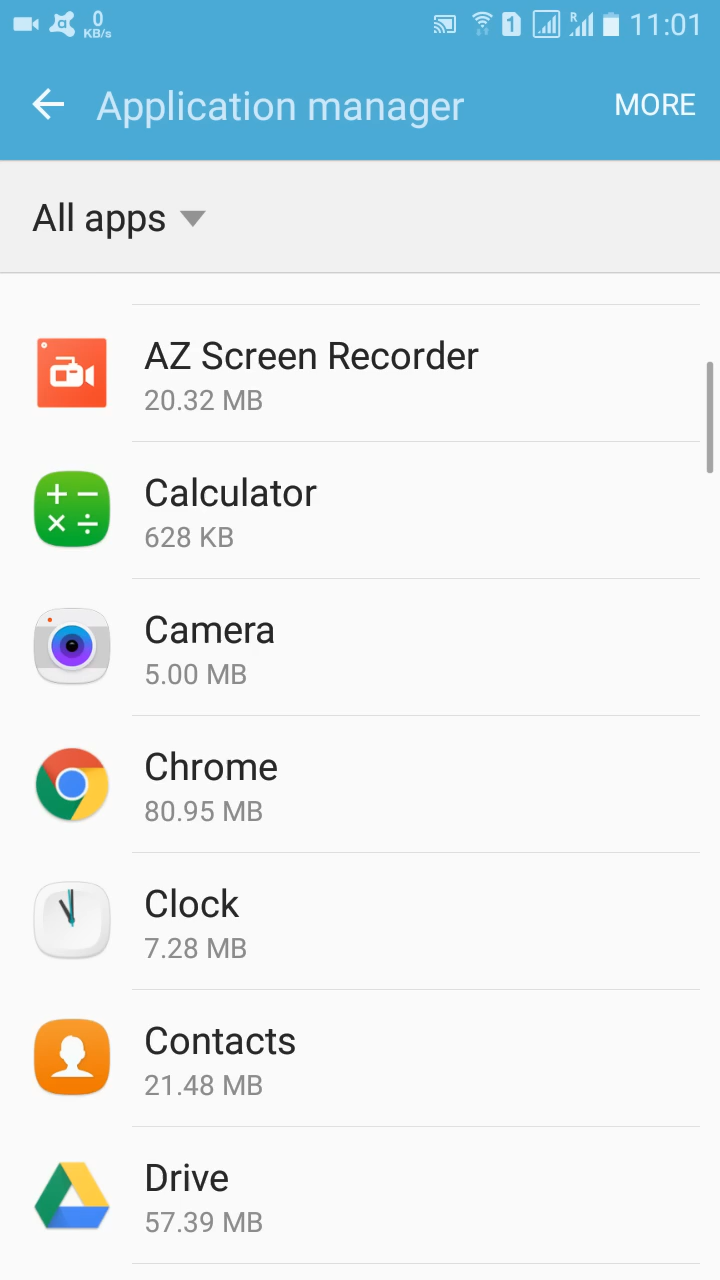 0
KB/s
1
R
11:01
Application manager
MORE
All apps
AZ Screen Recorder
20.32 MB
Calculator
628 KB
Camera
5.00 MB
Chrome
80.95 MB
Clock
7.28 MB
Contacts
21.48 MB
Drive
57.39 MB